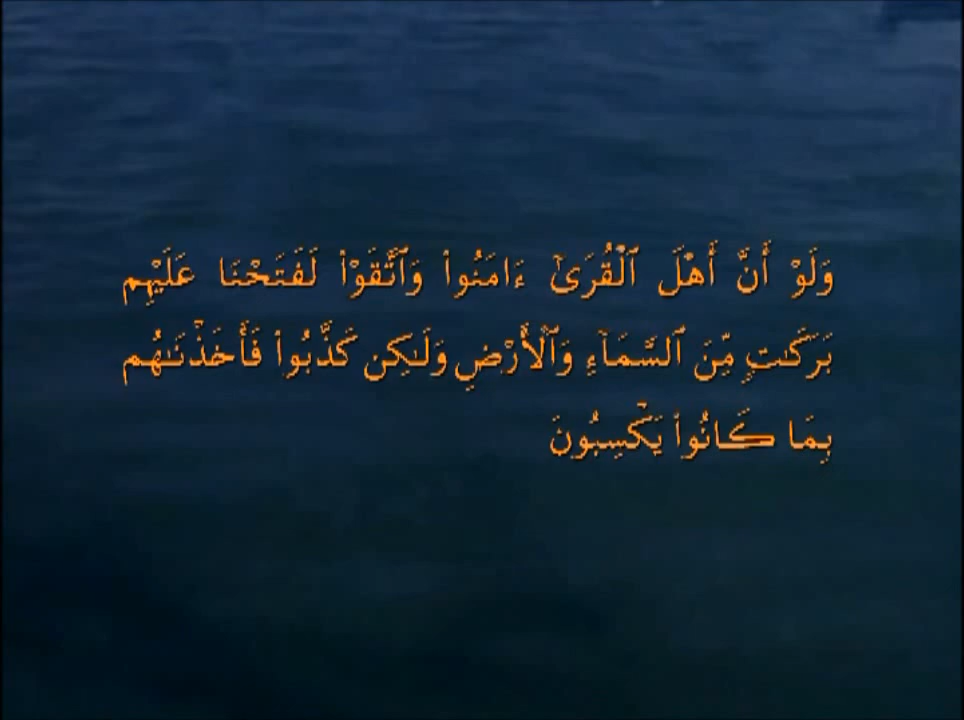 وَلَوْ أَنَّ أَهْلَ ٱلْقُرَىٰٓ ءَامَنُوا۟ وَٱتَّقَوْا۟ لَفَتَحْنَا عَلَيْهِم
بَرَكَـٰتٍ مِّنَ ٱلسَّمَآءِ وَٱلْأَرْضِ وَلَـٰكِن كَذَّبُوا۟ فَأَخَذْنَـٰهُم
بِمَا كَانُوا۟ يَكْسِبُونَ